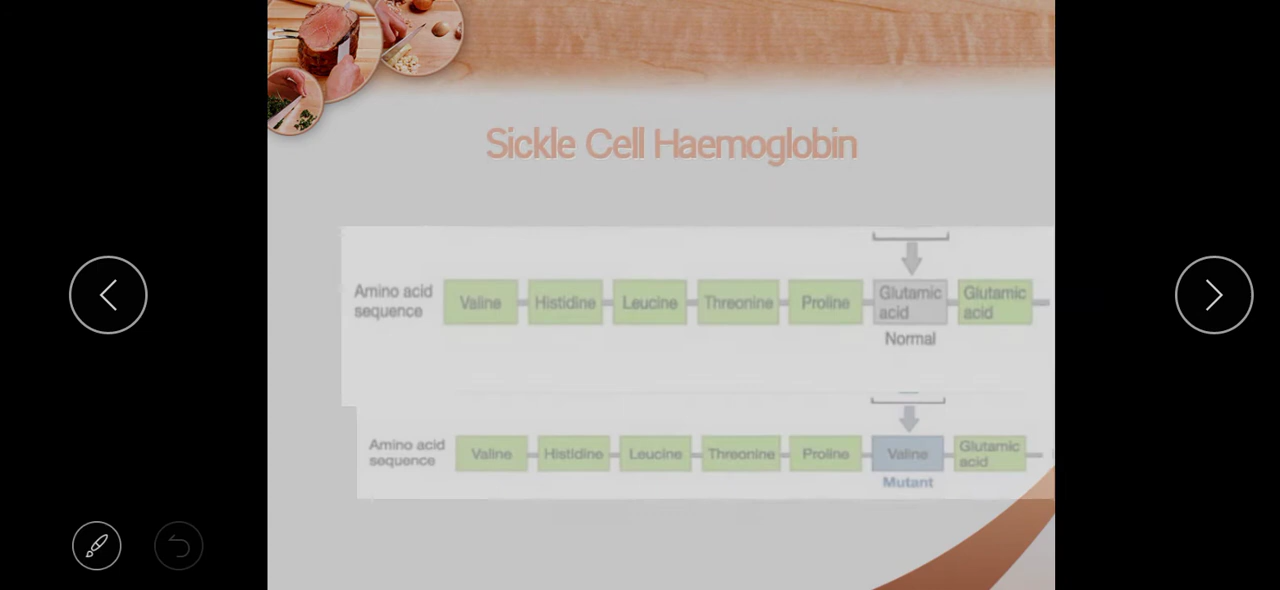 Sickle Cell Haemoglobin
Amino acid
sequence
Valine
Histidine
Leucine
Threonine
Proline
Glutamic
acid
Glutamic
acid
Normal
Amino acid
sequence
Valine
Histidine
Leucine
Threonine
Proline
Valine
Glutamic
acid
Mutant